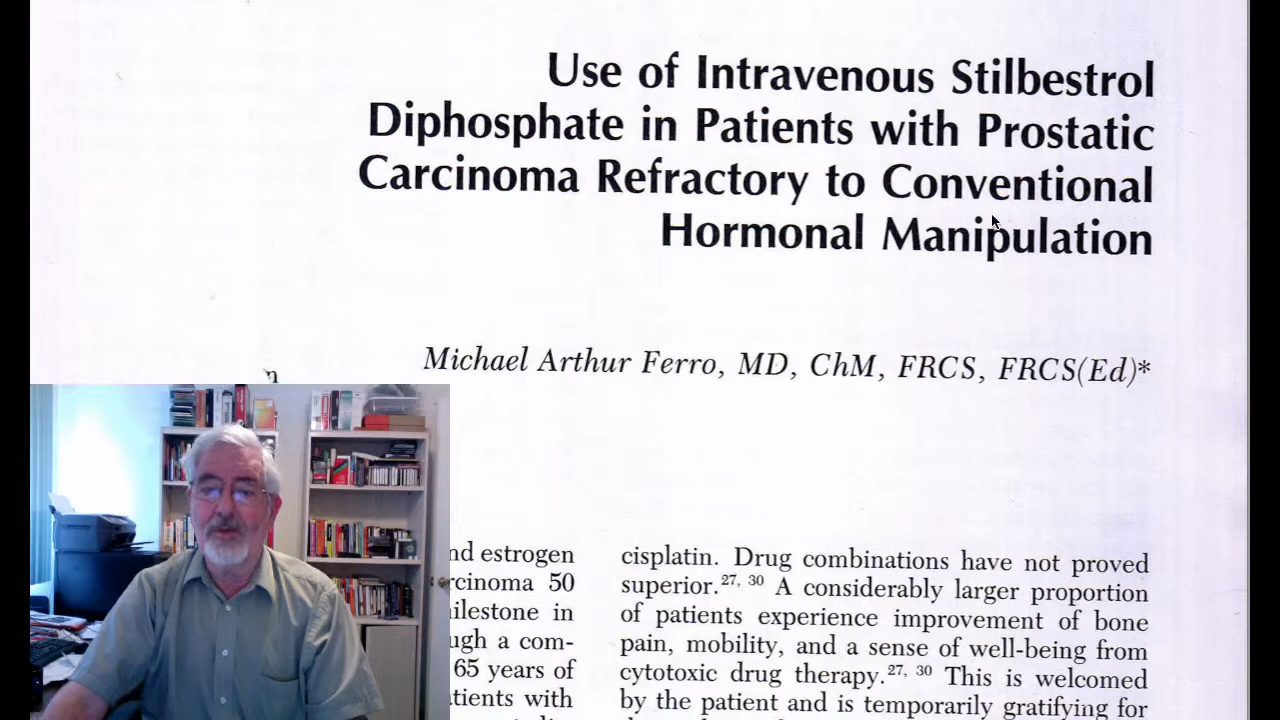 Use of Intravenous Stilbestrol
Diphosphate in Patients with Prostatic
Carcinoma Refractory to Conventional
Hormonal Manipulation
Michael Arthur Ferro, MD, ChM, FRCS, FRCS(Ed)*
n
nd estrogen
rcinoma 50
ilestone in
ugh a com-
65 years of
tients with
cisplatin. Drug combinations have not proved
superior.27, 30 A considerably larger proportion
of patients experience improvement of bone
pain, mobility, and a sense of well-being from
cytotoxic drug therapy.27, 30 This is welcomed
by the patient and is temporarily gratifying for